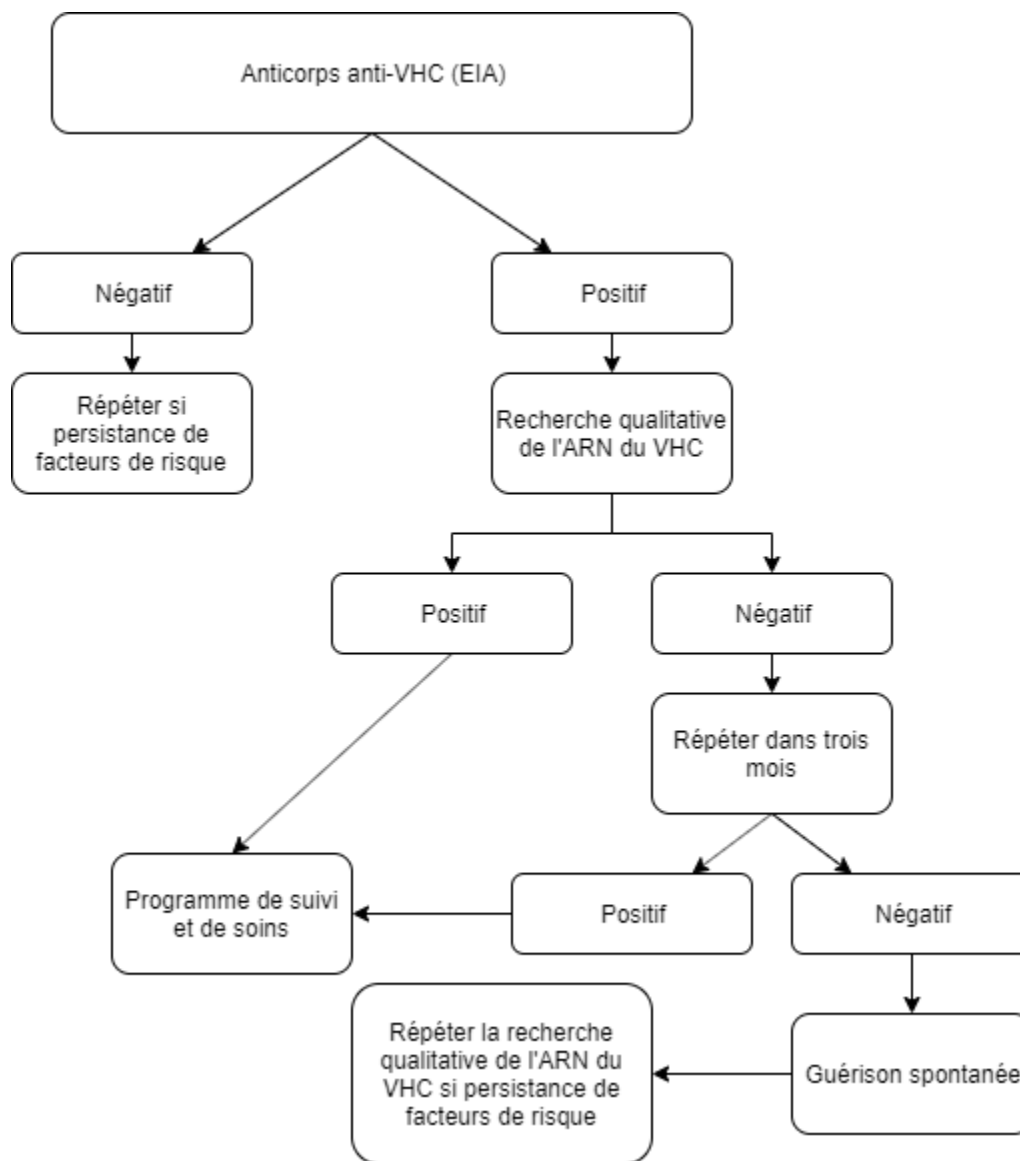 Anticorps anti-VHC (EIA)
Négatif
Positif
Répéter si
persistance de
facteurs de risque
Recherche qualitative
de l'ARN du VHC
Positif
Négatif
Répéter dans trois
mois
Programme de suivi
et de soins
Positif
Négatif
Répéter la recherche
qualitative de l'ARN du
VHC si persistance de
facteurs de risque
Guérison spontanée